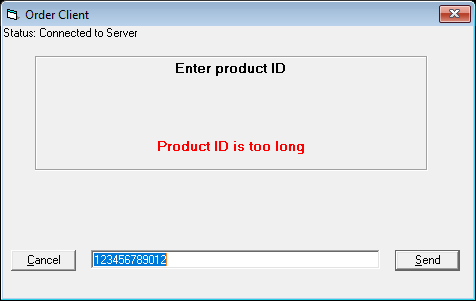 Order Client
Status: Connected to Server
Enter product ID
Product ID is too long
Cancel
123456789012
Send